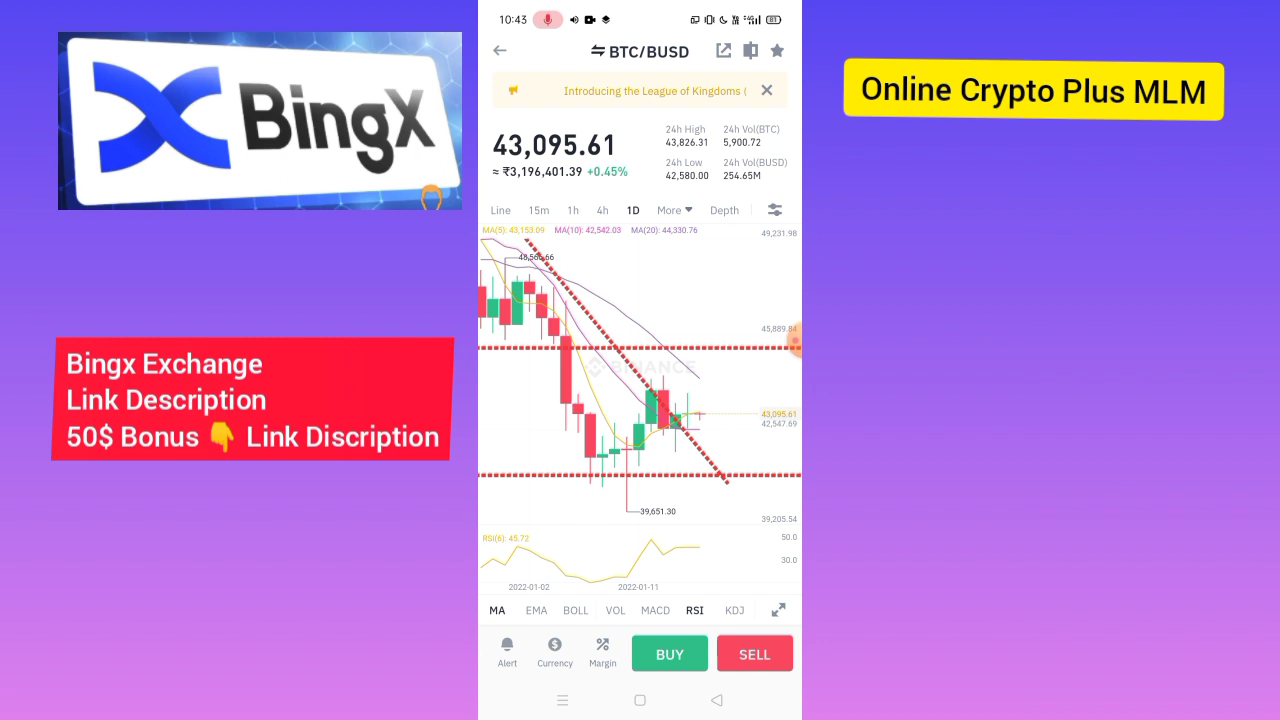 BingX
Bingx Exchange
Link Description
50$ Bonus 👇 Link Discription
10:43
81
BTC/BUSD
Introducing the League of Kingdoms (
43,095.61
≈ ₹3,196,401.39 +0.45%
24h High
43,826.31
24h Vol(BTC)
5,900.72
24h Low
42,580.00
24h Vol(BUSD)
254.65M
Line 15m 1h 4h 1D More Depth
MA(5): 43,153.09 MA(10): 42,542.03 MA(20): 44,330.76
49,231.98
45,889.84
BINANCE
43,095.61
42,547.69
39,651.30
39,205.54
RSI(6): 45.72
50.0
30.0
2022-01-02 2022-01-11
MA EMA BOLL VOL MACD RSI KDJ
Alert Currency Margin BUY SELL
Online Crypto Plus MLM